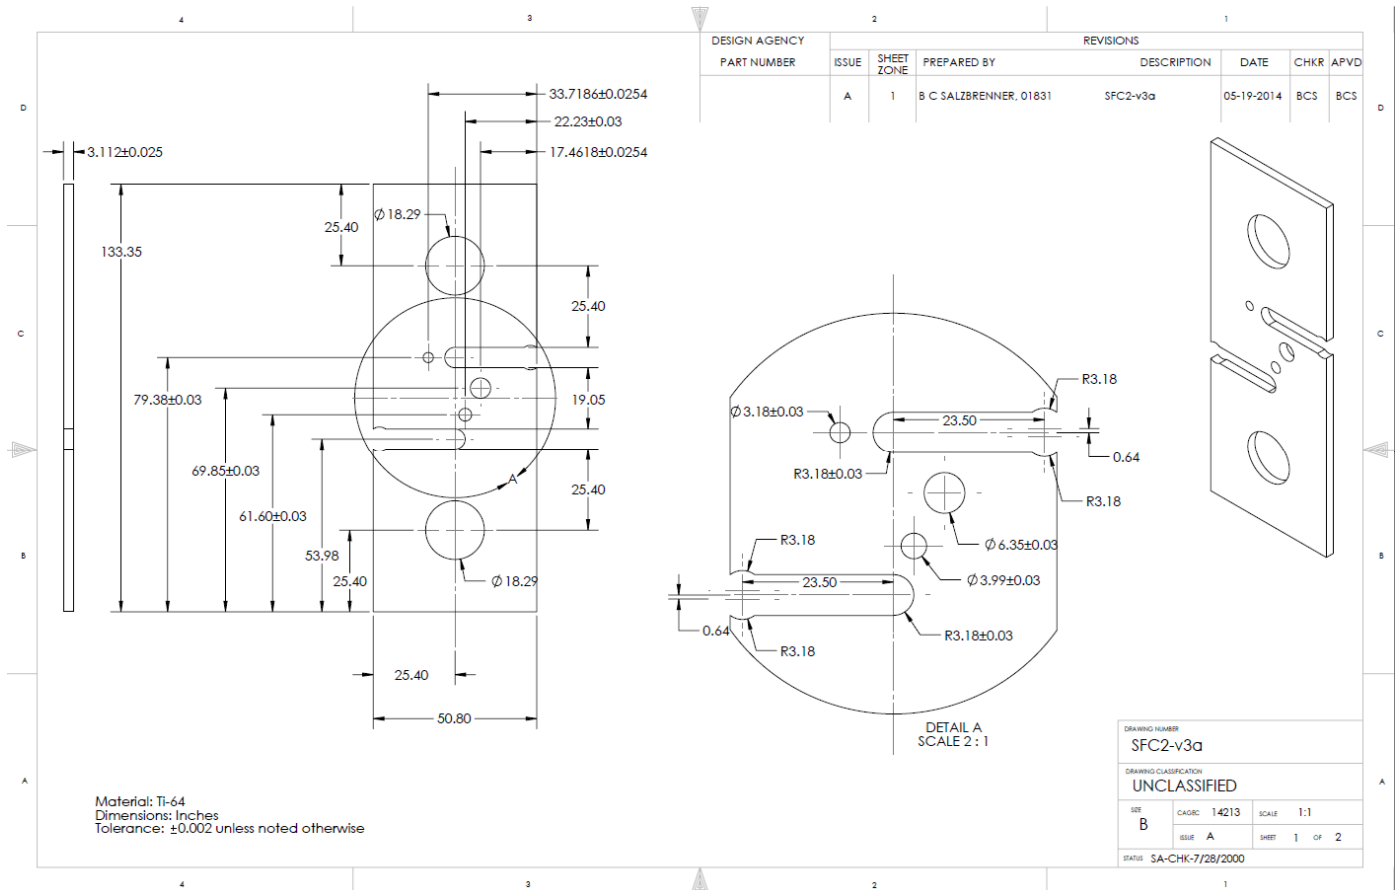 4
3
2
1
DESIGN AGENCY
PART NUMBER
REVISIONS
ISSUE
SHEET
ZONE
PREPARED BY
DESCRIPTION
DATE
CHKR
APVD
A
1
B C SALZBRENNER, 01831
SFC2-v3a
05-19-2014
BCS
BCS
D
D
C
C
B
B
A
A
3.112±0.025
133.35
33.7186±0.0254
22.23±0.03
17.4618±0.0254
25.40
Ø18.29
25.40
79.38±0.03
19.05
69.85±0.03
25.40
A
61.60±0.03
53.98
25.40
Ø18.29
25.40
50.80
R3.18
Ø3.18±0.03
23.50
0.64
R3.18±0.03
R3.18
Ø6.35±0.03
R3.18
Ø3.99±0.03
23.50
0.64
R3.18±0.03
R3.18
DETAIL A
SCALE 2 : 1
Material: Ti-64
Dimensions: Inches
Tolerance: ±0.002 unless noted otherwise
DRAWING NUMBER
SFC2-v3a
DRAWING CLASSIFICATION
UNCLASSIFIED
SIZE
B
CAGEC 14213
SCALE 1:1
ISSUE A
SHEET 1 OF 2
STATUS SA-CHK-7/28/2000
4
3
2
1